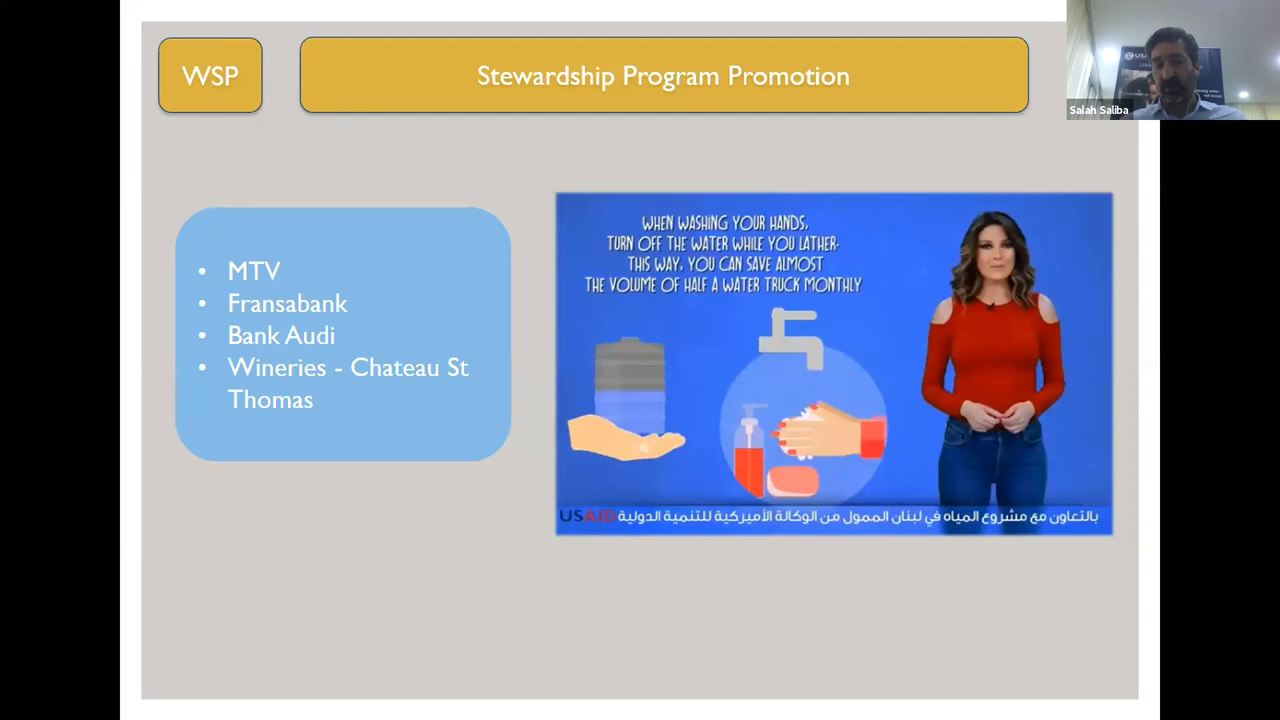 WSP
Stewardship Program Promotion
Salah Saliba
• MTV
• Fransabank
• Bank Audi
• Wineries - Chateau St
Thomas
WHEN WASHING YOUR HANDS,
TURN OFF THE WATER WHILE YOU LATHER.
THIS WAY, YOU CAN SAVE ALMOST
THE VOLUME OF HALF A WATER TRUCK MONTHLY
بالتعاون مع مشروع المياه في لبنان الممول من الوكالة الأميركية للتنمية الدولية USAID